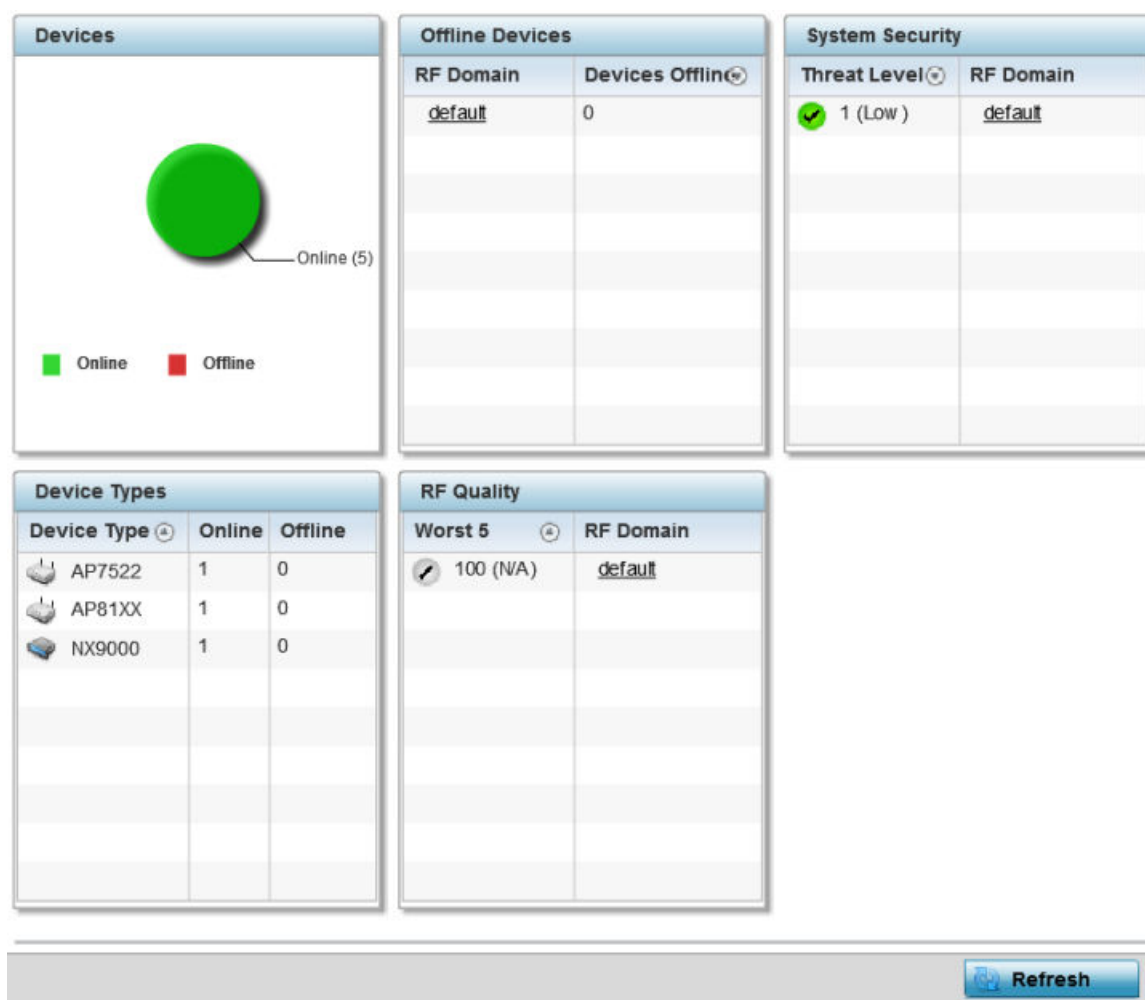 Devices
Online (5)
Online Offline
Offline Devices
RF Domain Devices Offline
default 0
System Security
Threat Level RF Domain
1 (Low ) default
Device Types
Device Type Online Offline
AP7522 1 0
AP81XX 1 0
NX9000 1 0
RF Quality
Worst 5 RF Domain
100 (N/A) default
Refresh